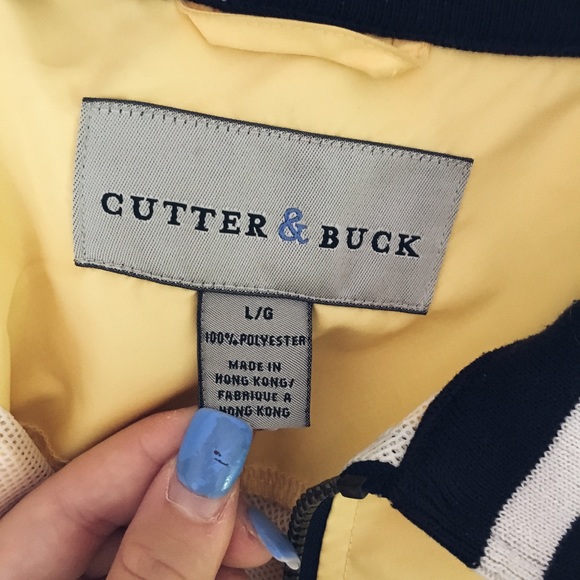 CUTTER & BUCK
L/G
100% POLYESTER
MADE IN
HONG KONG/
FABRIQUE A
HONG KONG